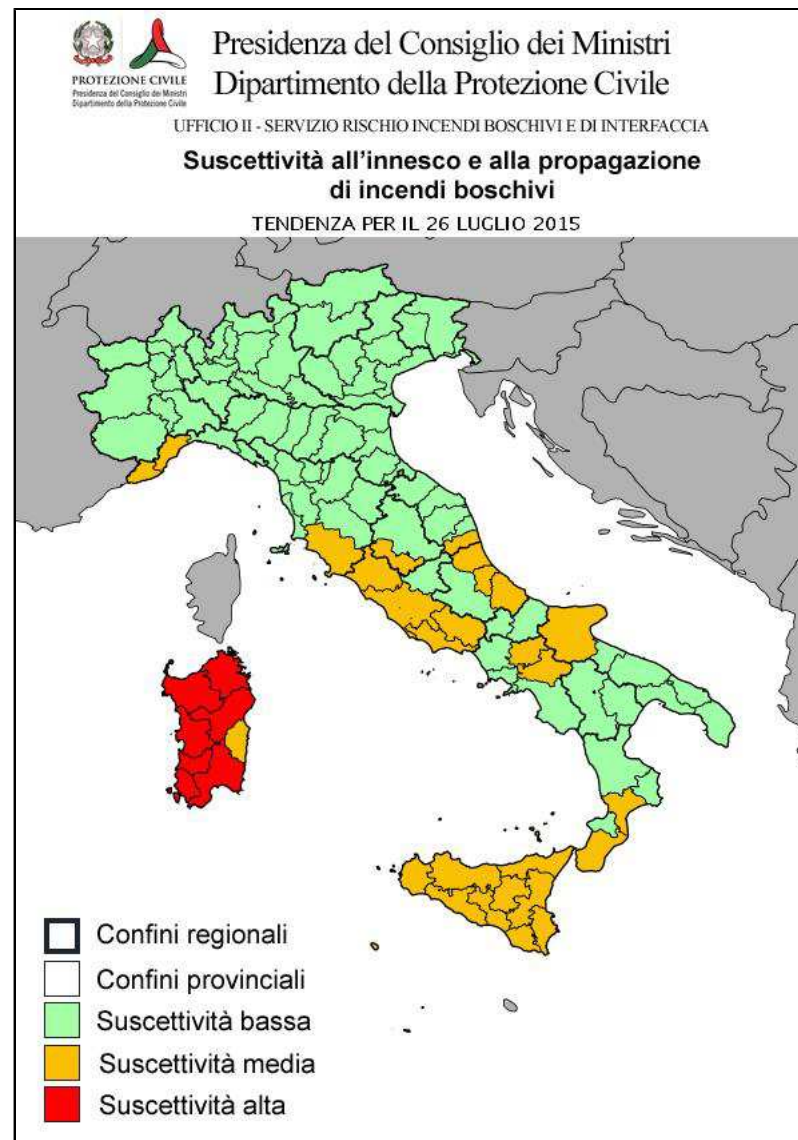 PROTEZIONE CIVILE
Presidenza del Consiglio dei Ministri
Dipartimento della Protezione Civile
Presidenza del Consiglio dei Ministri
Dipartimento della Protezione Civile
UFFICIO II - SERVIZIO RISCHIO INCENDI BOSCHIVI E DI INTERFACCIA
Suscettività all'innesco e alla propagazione
di incendi boschivi
TENDENZA PER IL 26 LUGLIO 2015
Confini regionali
Confini provinciali
Suscettività bassa
Suscettività media
Suscettività alta